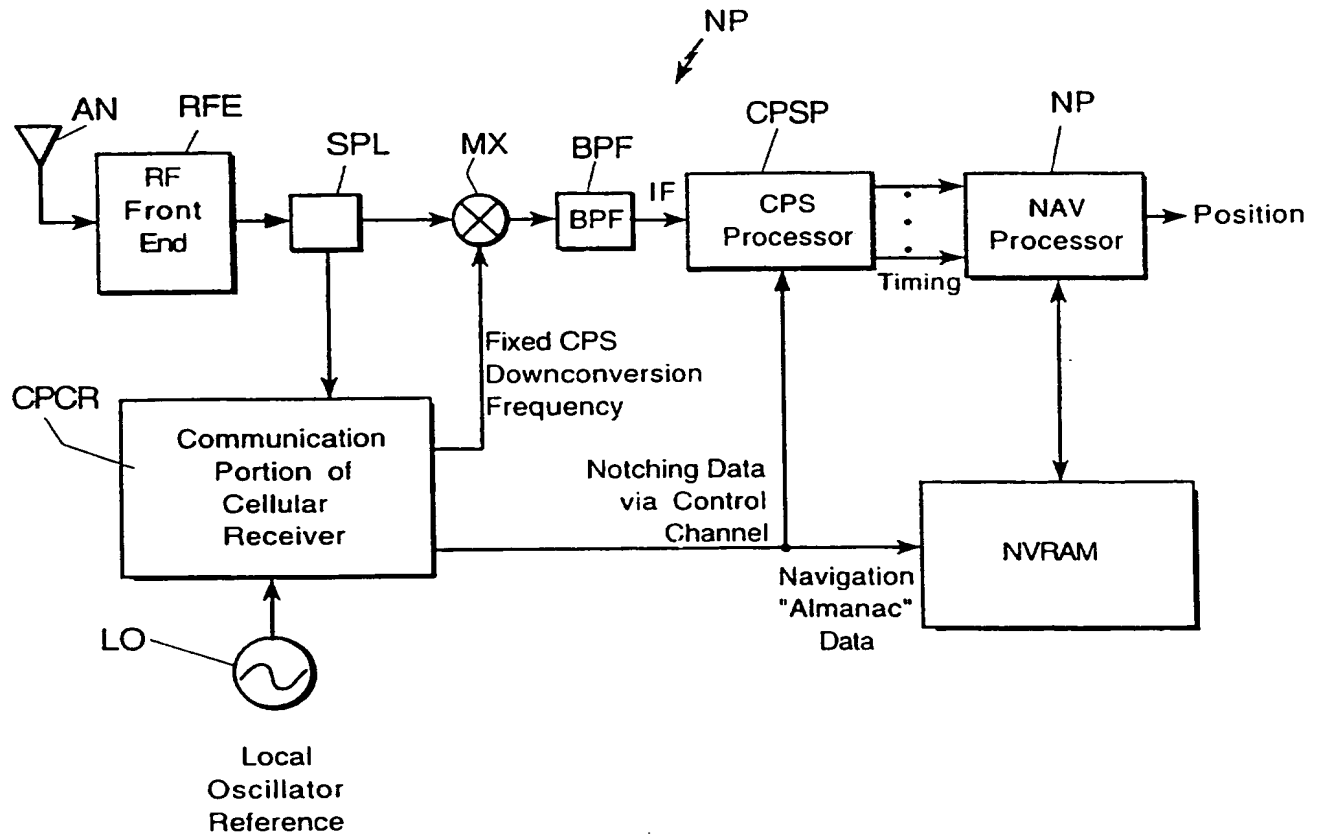 NP
AN
RFE
SPL
MX
BPF
CPSP
NP
RF
Front
End
BPF
IF
CPS
Processor
Timing
NAV
Processor
Position
Fixed CPS
Downconversion
Frequency
CPCR
Communication
Portion of
Cellular
Receiver
Notching Data
via Control
Channel
Navigation
"Almanac"
Data
NVRAM
LO
Local
Oscillator
Reference